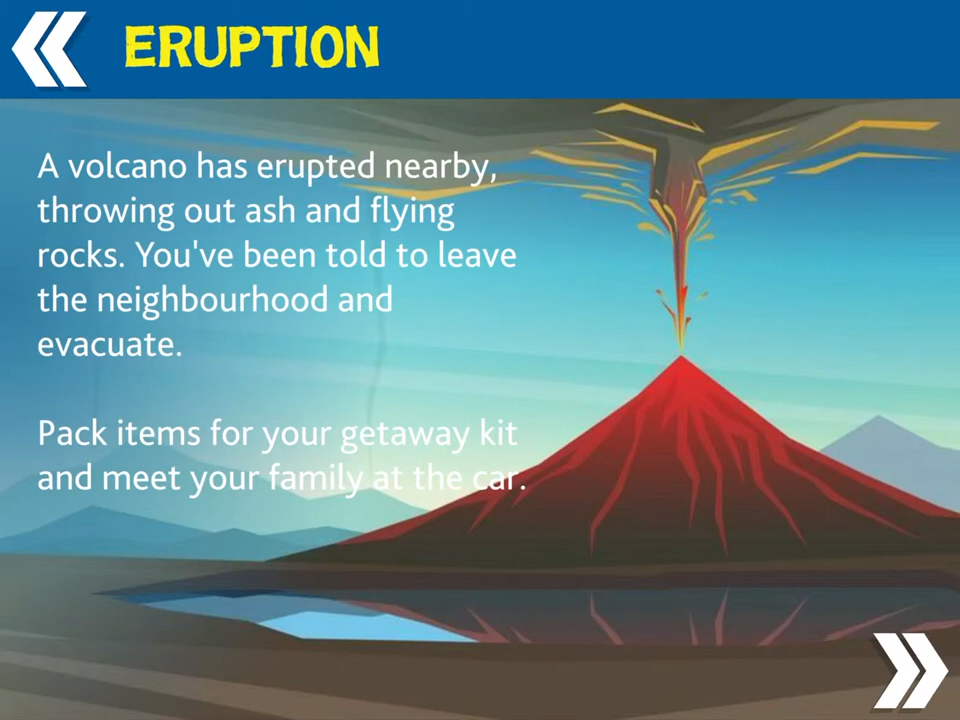 ERUPTION
A volcano has erupted nearby,
throwing out ash and flying
rocks. You've been told to leave
the neighbourhood and
evacuate.
Pack items for your getaway kit
and meet your family at the car.